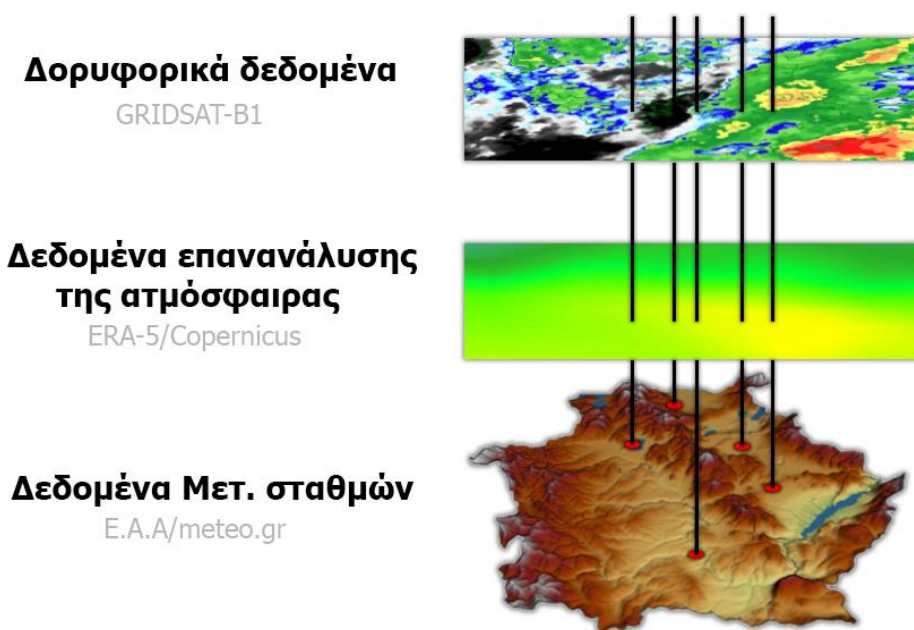 Δορυφορικά δεδομένα
GRIDSAT-B1
Δεδομένα επανανάλυσης
της ατμόσφαιρας
ERA-5/Copernicus
Δεδομένα Μετ. σταθμών
Ε.Α.Α/meteo.gr